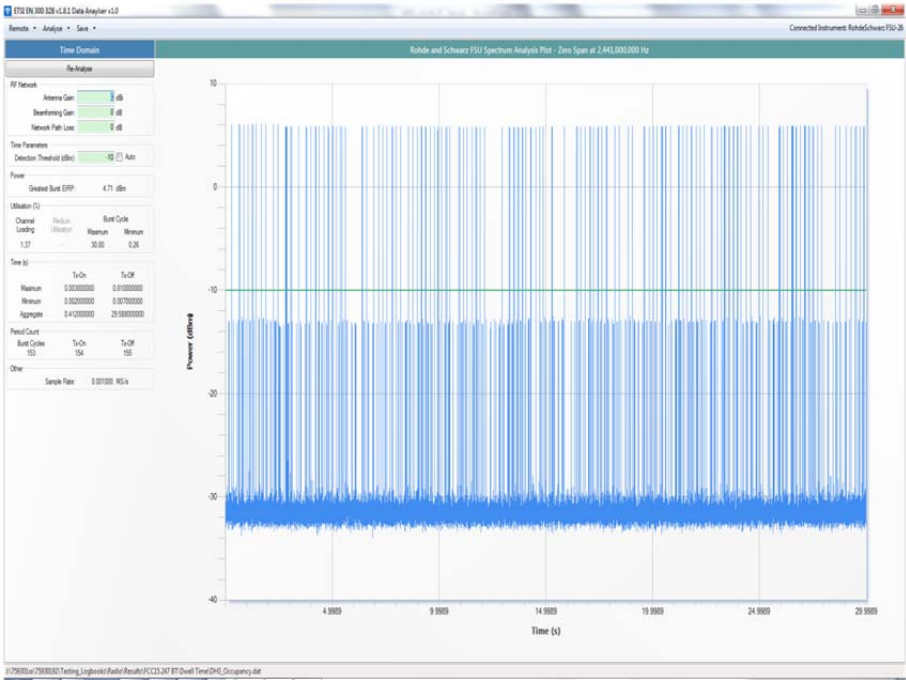 ETSI EN 300 328 v1.8.1 Data Analyser v1.0
Remote Analyse Save Connected Instrument: RohdeSchwarz FSU-26
Time Domain
Rohde and Schwarz FSU Spectrum Analysis Plot - Zero Span at 2,441,000,000 Hz
Re-Analyse
RF Network
Antenna Gain: dBi
Beamforming Gain: 0 dB
Network Path Loss: 0 dB
Time Parameters
Detection Threshold (dBm): -10 Auto
Power
Greatest Burst EIRP: 4.71 dBm
Utilisation (%)
Channel Loading
Medium Utilisation
Burst Cycle
Maximum Minimum
1.37 -- 30.00 0.26
Time (s)
Tx-On Tx-Off
Maximum 0.003000000 0.810000000
Minimum 0.002000000 0.007000000
Aggregate 0.412000000 29.588000000
Period Count
Burst Cycles Tx-On Tx-Off
153 154 155
Other
Sample Rate: 0.001000 MS/s
10
0
-10
-20
-30
-40
Power (dBm)
4.9989
9.9989
14.9989
19.9989
24.9989
29.9989
Time (s)
\Testing_Logbooks\Radio\Results\FCC15.247 BT\Dwell Time\DH3_Occupancy.dat